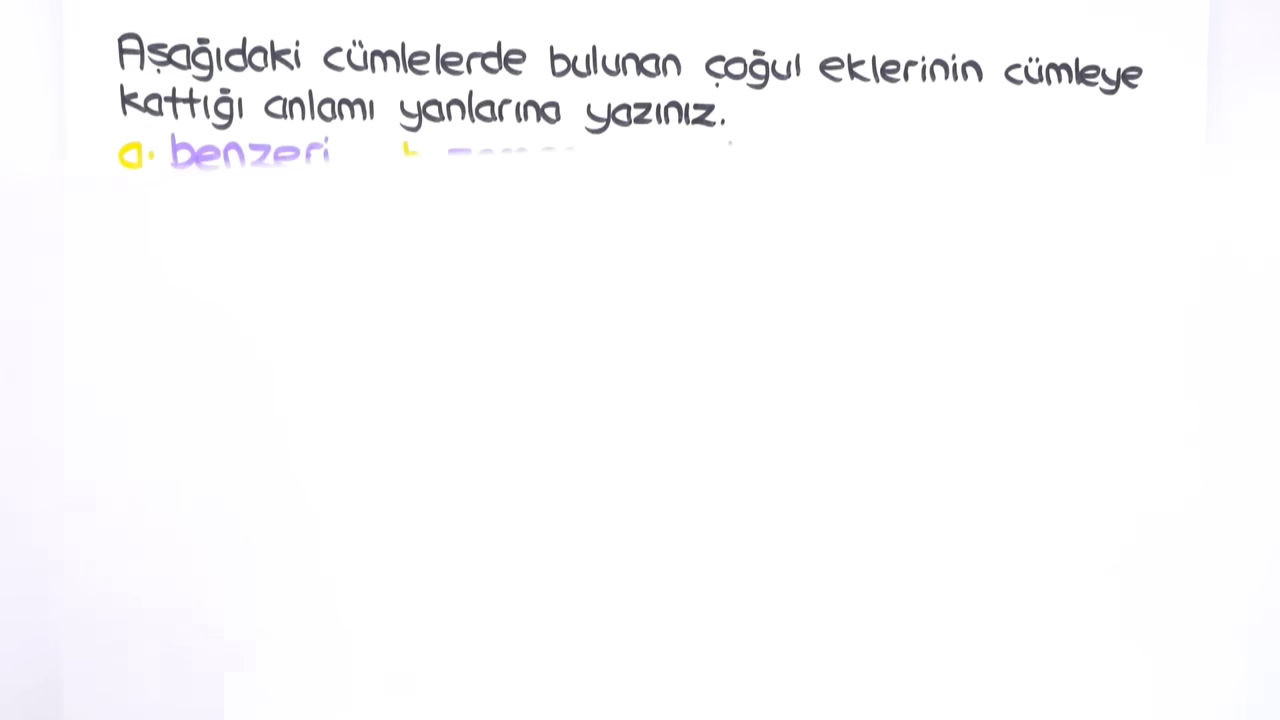 Aşağıdaki cümlelerde bulunan çoğul eklerinin cümleye
kattığı anlamı yanlarına yazınız.
a. benzeri